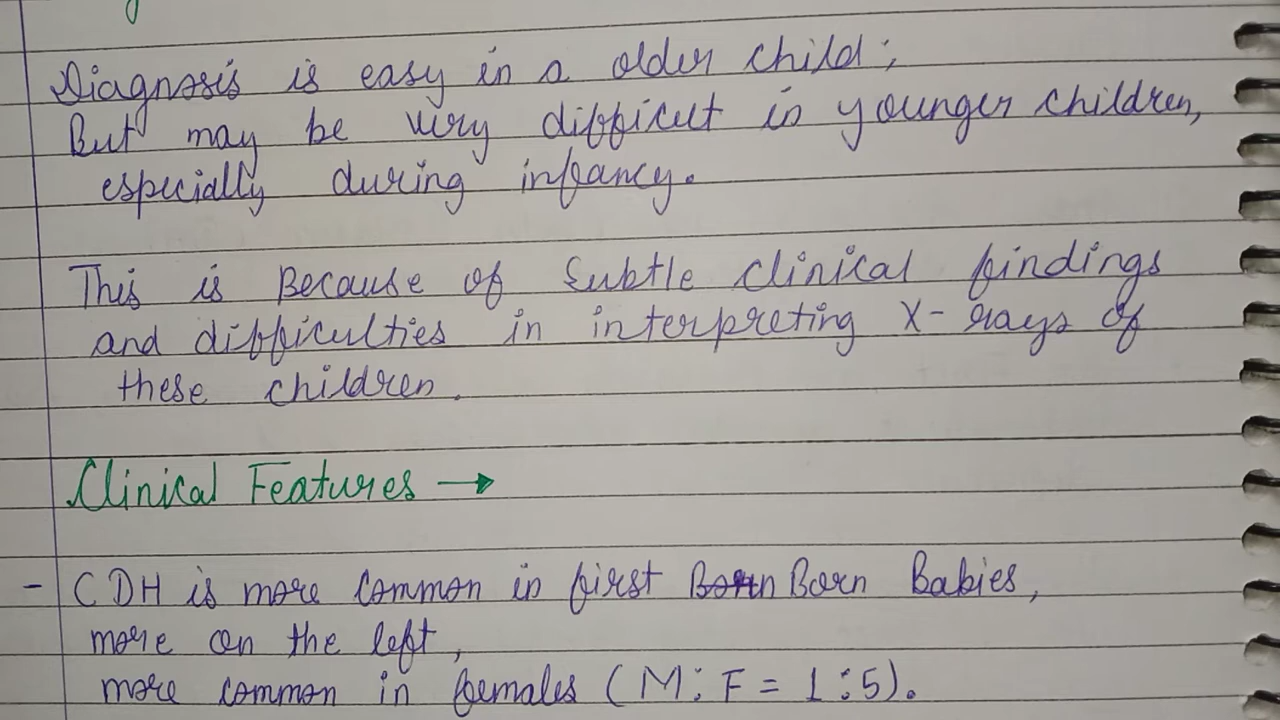 Diagnosis is easy in a older child;
But may be very difficult in younger children,
especially during infancy.
This is Because of Subtle Clinical findings
and difficulties in interpreting X-rays of
these children.
Clinical Features →
- CDH is more Common in first Born Born Babies,
more on the left,
more common in females (M:F = 1:5).